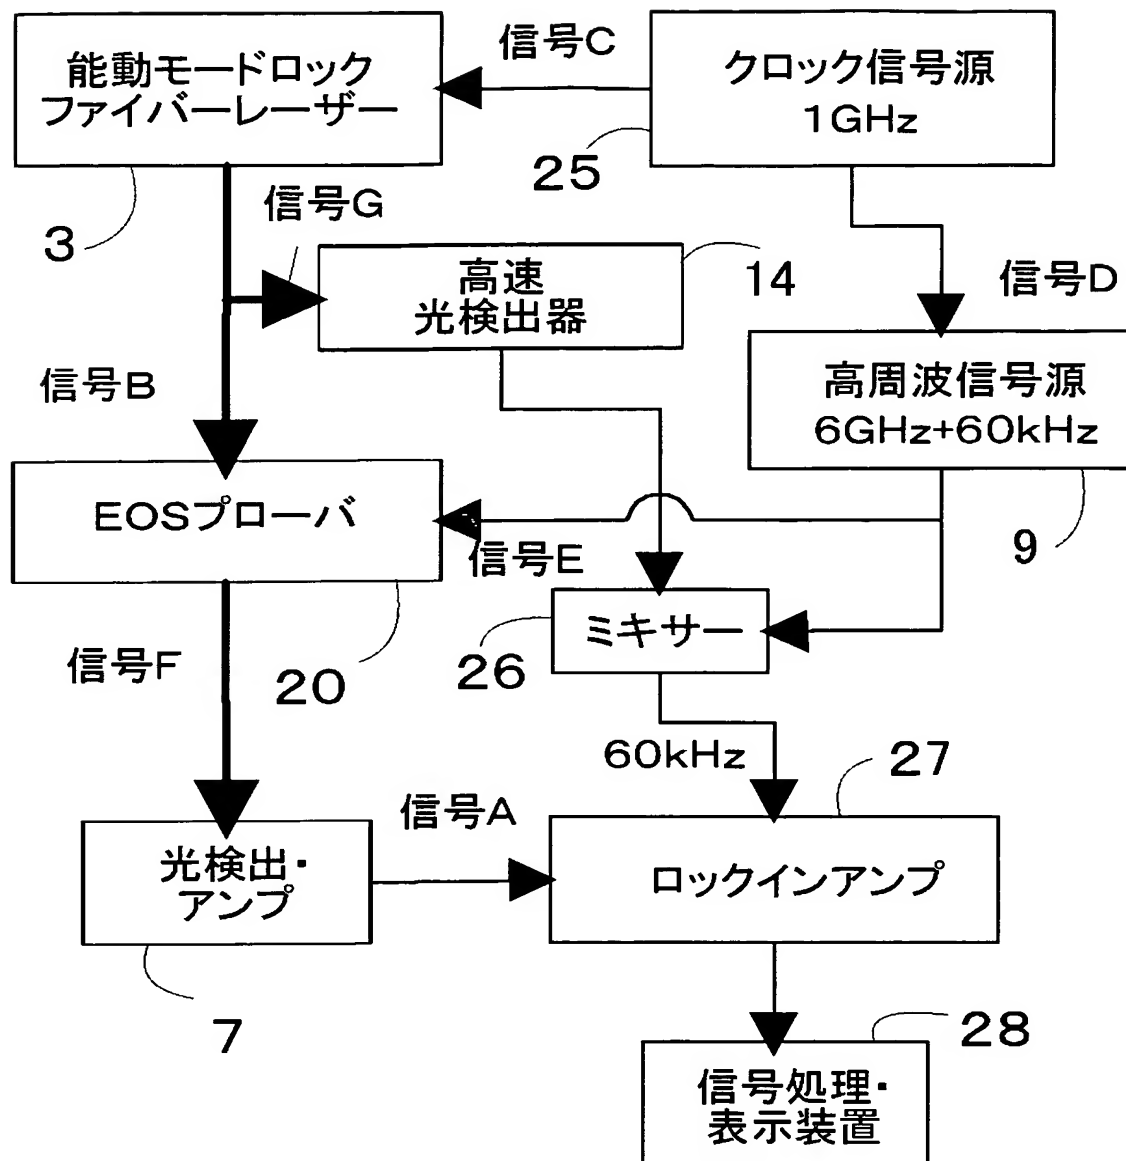 能動モードロック
ファイバーレーザー
信号C
クロック信号源
1GHz
25
3
信号G
高速
光検出器
14
信号D
信号B
高周波信号源
6GHz+60kHz
EOSプローバ
信号E
9
ミキサー
26
信号F
20
60kHz
27
信号A
光検出・
アンプ
ロックインアンプ
7
28
信号処理・
表示装置